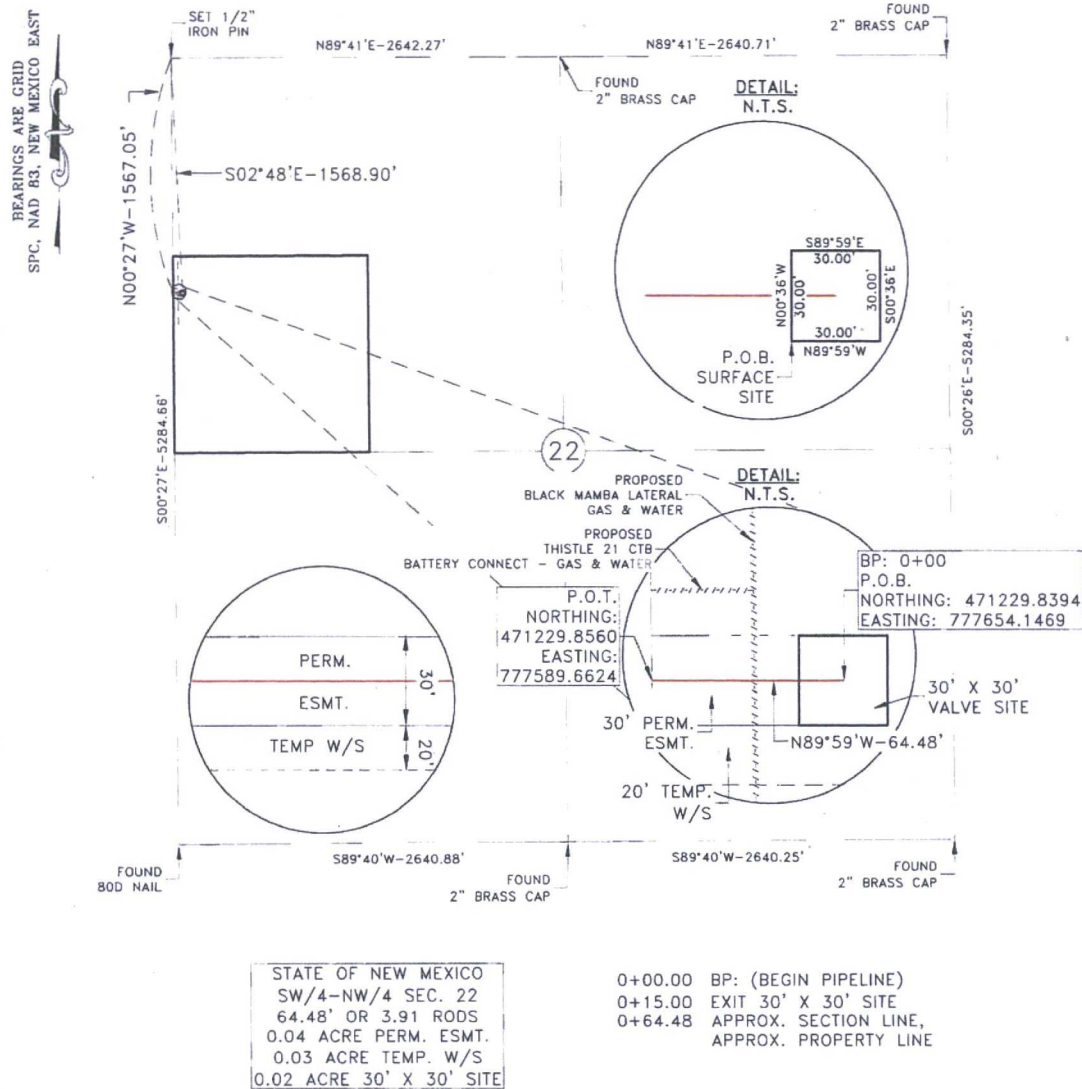 SET 1/2"
IRON PIN
N89°41'E-2642.27'
N89°41'E-2640.71'
FOUND
2" BRASS CAP
FOUND
2" BRASS CAP
BEARINGS ARE GRID
SPC, NAD 83, NEW MEXICO EAST
N00°27'W-1567.05'
S02°48'E-1568.90'
DETAIL:
N.T.S.
S89°59'E
30.00'
N00°36'W
30.00'
30.00'
S00°36'E
30.00'
N89°59'W
P.O.B.
SURFACE
SITE
S00°27'E-5284.66'
S00°26'E-5284.35'
22
DETAIL:
N.T.S.
PROPOSED
BLACK MAMBA LATERAL
GAS & WATER
PROPOSED
THISTLE 21 CTB
BATTERY CONNECT - GAS & WATER
P.O.T.
NORTHING:
471229.8560
EASTING:
777589.6624
BP: 0+00
P.O.B.
NORTHING: 471229.8394
EASTING: 777654.1469
30' X 30'
VALVE SITE
30' PERM.
ESMT.
N89°59'W-64.48'
20' TEMP.
W/S
PERM.
ESMT.
30'
TEMP W/S
20'
S89°40'W-2640.88'
S89°40'W-2640.25'
FOUND
80D NAIL
FOUND
2" BRASS CAP
FOUND
2" BRASS CAP
STATE OF NEW MEXICO
SW/4-NW/4 SEC. 22
64.48' OR 3.91 RODS
0.04 ACRE PERM. ESMT.
0.03 ACRE TEMP. W/S
0.02 ACRE 30' X 30' SITE
0+00.00 BP: (BEGIN PIPELINE)
0+15.00 EXIT 30' X 30' SITE
0+64.48 APPROX. SECTION LINE,
APPROX. PROPERTY LINE